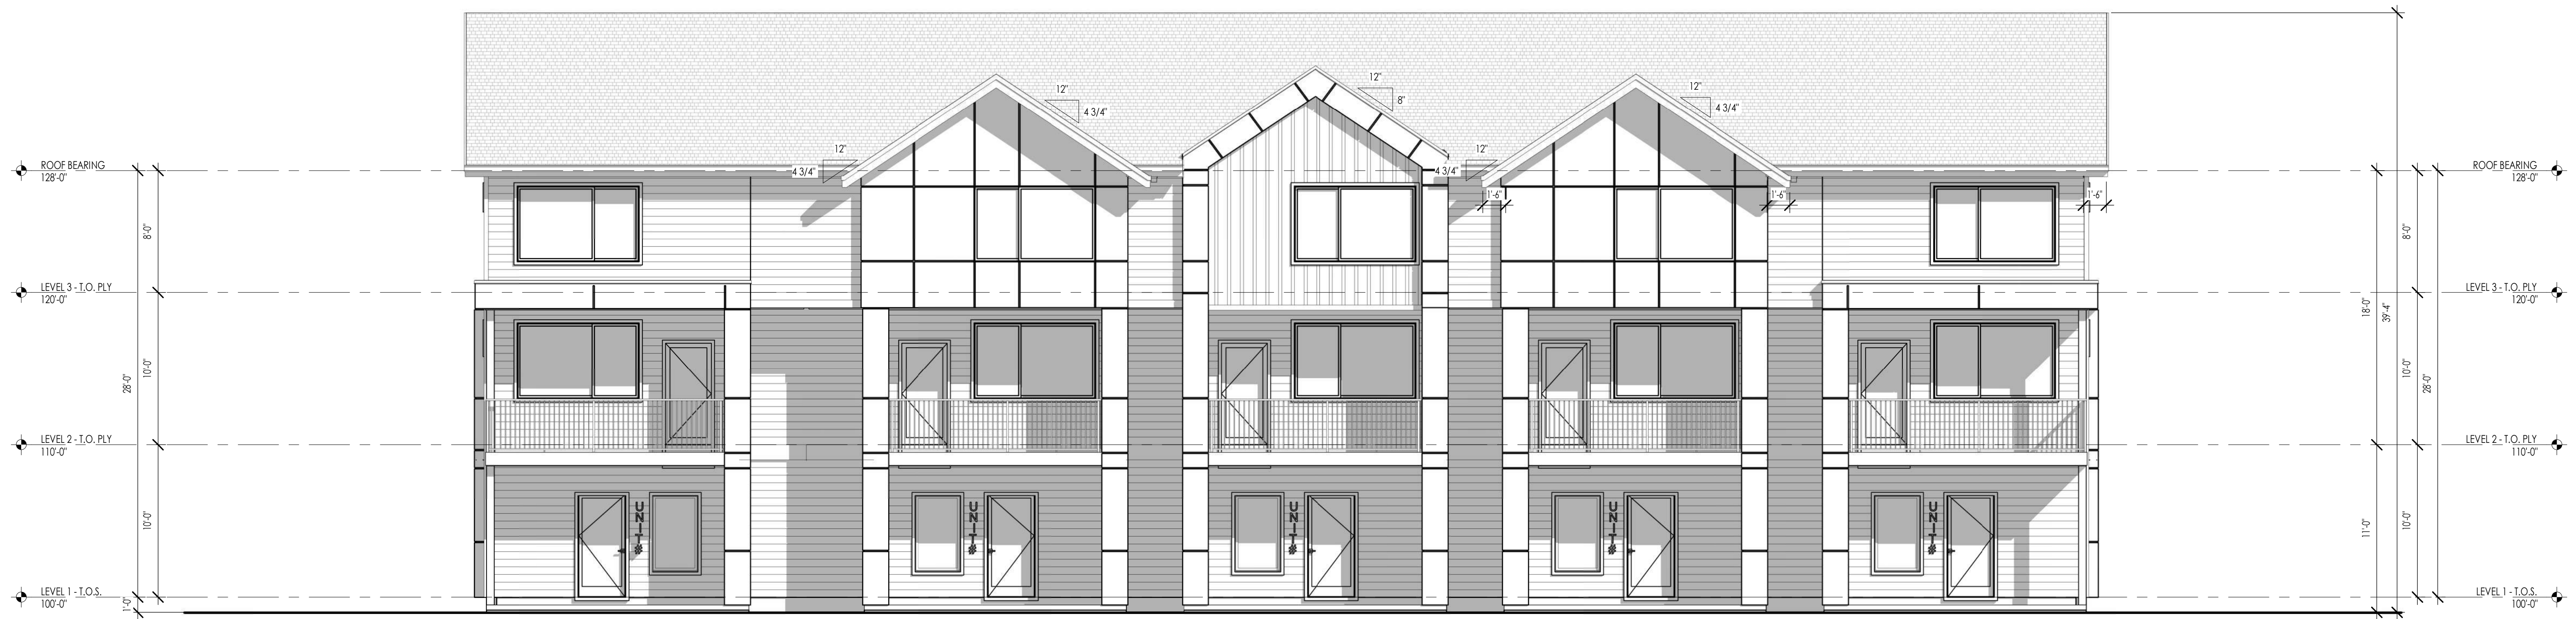 12"
4 3/4"
12"
8"
12"
4 3/4"
12"
4 3/4"
12"
4 3/4"
ROOF BEARING
128'-0"
ROOF BEARING
128'-0"
1'-6"
1'-6"
1'-6"
8'-0"
8'-0"
LEVEL 3 - T.O. PLY
120'-0"
LEVEL 3 - T.O. PLY
120'-0"
18'-0"
39'-4"
10'-0"
28'-0"
10'-0"
28'-0"
LEVEL 2 - T.O. PLY
110'-0"
LEVEL 2 - T.O. PLY
110'-0"
UNIT#
UNIT#
UNIT#
UNIT#
UNIT#
10'-0"
11'-0"
10'-0"
LEVEL 1 - T.O.S.
100'-0"
1'-0"
LEVEL 1 - T.O.S.
100'-0"